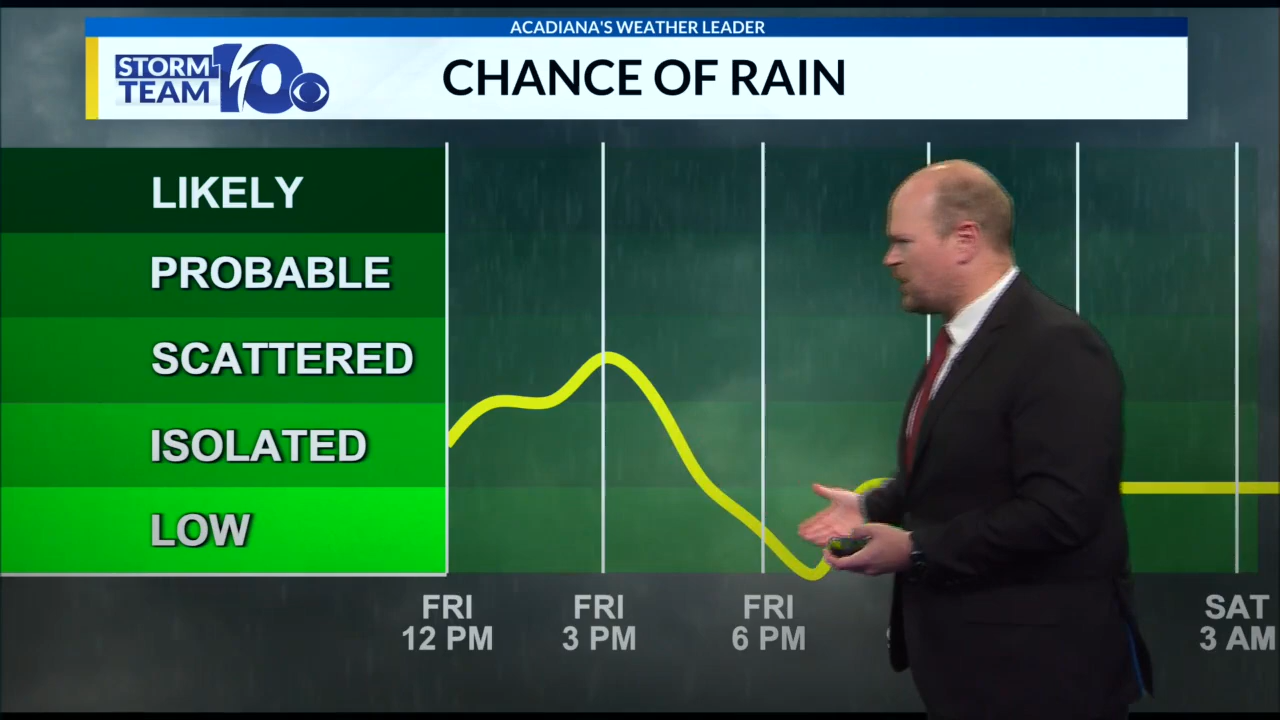 ACADIANA'S WEATHER LEADER
STORM
TEAM
10
CHANCE OF RAIN
LIKELY
PROBABLE
SCATTERED
ISOLATED
LOW
FRI
12 PM
FRI
3 PM
FRI
6 PM
SAT
3 AM